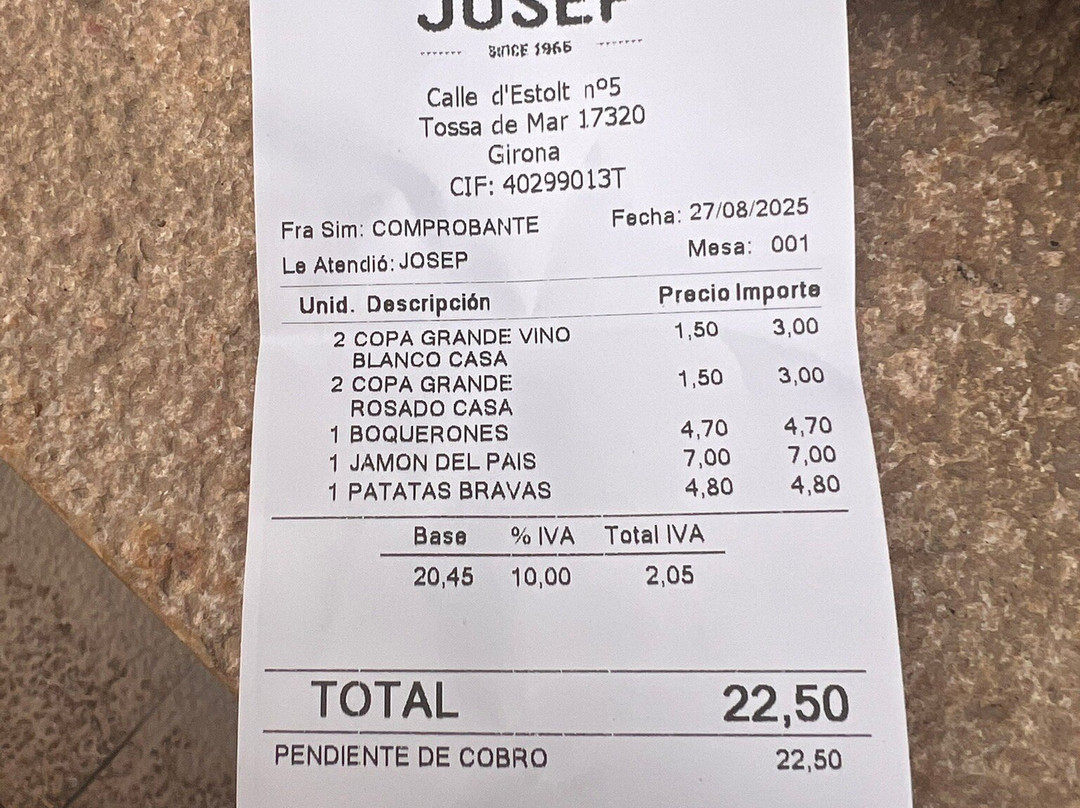 JOSEP
SINCE 1966
Calle d'Estolt nº5
Tossa de Mar 17320
Girona
CIF: 40299013T
Fra Sim: COMPROBANTE Fecha: 27/08/2025
Le Atendió: JOSEP Mesa: 001
Unid. Descripción Precio Importe
2 COPA GRANDE VINO 1,50 3,00
BLANCO CASA
2 COPA GRANDE 1,50 3,00
ROSADO CASA
1 BOQUERONES 4,70 4,70
1 JAMON DEL PAIS 7,00 7,00
1 PATATAS BRAVAS 4,80 4,80
Base % IVA Total IVA
20,45 10,00 2,05
TOTAL 22,50
PENDIENTE DE COBRO 22,50